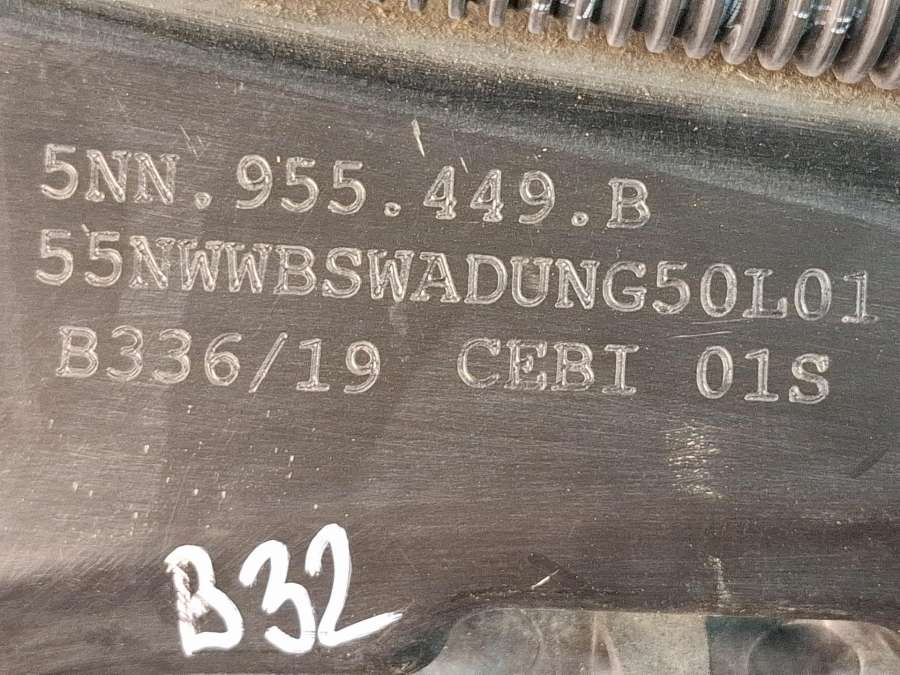 5NN.955.449.B
55NWWBSWADUNG50L01
B336/19 CEBI 01S
B32